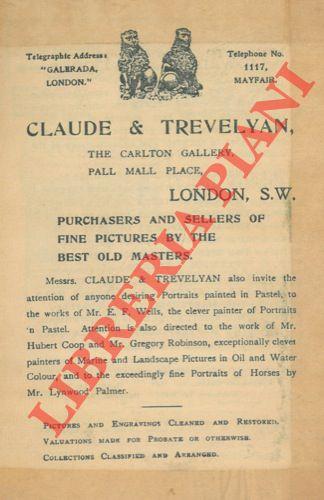 Telegraphic Address:
"GALERADA,
LONDON."
Telephone No.
1117,
MAYFAIR.
CLAUDE & TREVELYAN,
THE CARLTON GALLERY,
PALL MALL PLACE,
LONDON, S.W.
PURCHASERS AND SELLERS OF
FINE PICTURES BY THE
BEST OLD MASTERS.
Messrs. CLAUDE & TREVELYAN also invite the
attention of anyone desiring Portraits painted in Pastel, to
the works of Mr. E. F. Wells, the clever painter of Portraits
'n Pastel. Attention is also directed to the work of Mr.
Hubert Coop and Mr. Gregory Robinson, exceptionally clever
painters of Marine and Landscape Pictures in Oil and Water
Colour, and to the exceedingly fine Portraits of Horses by
Mr. Lynwood Palmer.
PICTURES AND ENGRAVINGS CLEANED AND RESTORED.
VALUATIONS MADE FOR PROBATE OR OTHERWISE.
COLLECTIONS CLASSIFIED AND ARRANGED.
LIBRERIA PIANI